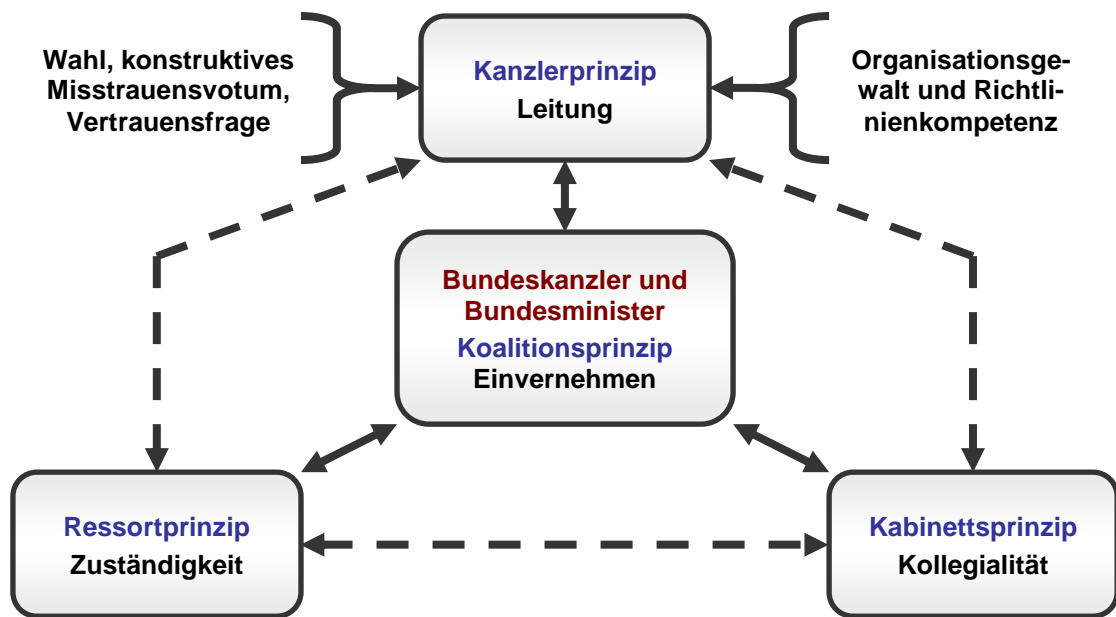 Wahl, konstruktives
Misstrauensvotum,
Vertrauensfrage
Kanzlerprinzip
Leitung
Organisationsge-
walt und Richtli-
nienkompetenz
Bundeskanzler und
Bundesminister
Koalitionsprinzip
Einvernehmen
Ressortprinzip
Zuständigkeit
Kabinettsprinzip
Kollegialität